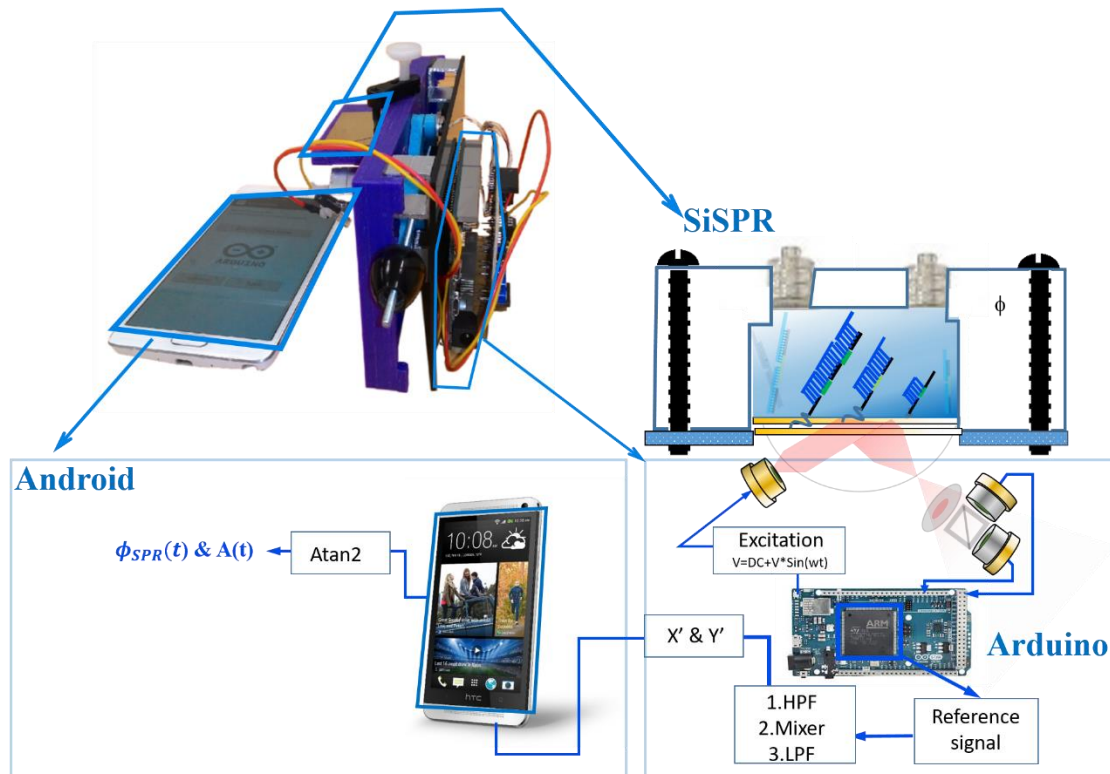 ARDUINO
SiSPR
ϕ
Android
ϕSPR(t) & A(t)
Atan2
10:08
htc
Excitation
V=DC+V*Sin(wt)
ARM
X’ & Y’
Arduino
1.HPF
2.Mixer
3.LPF
Reference
signal